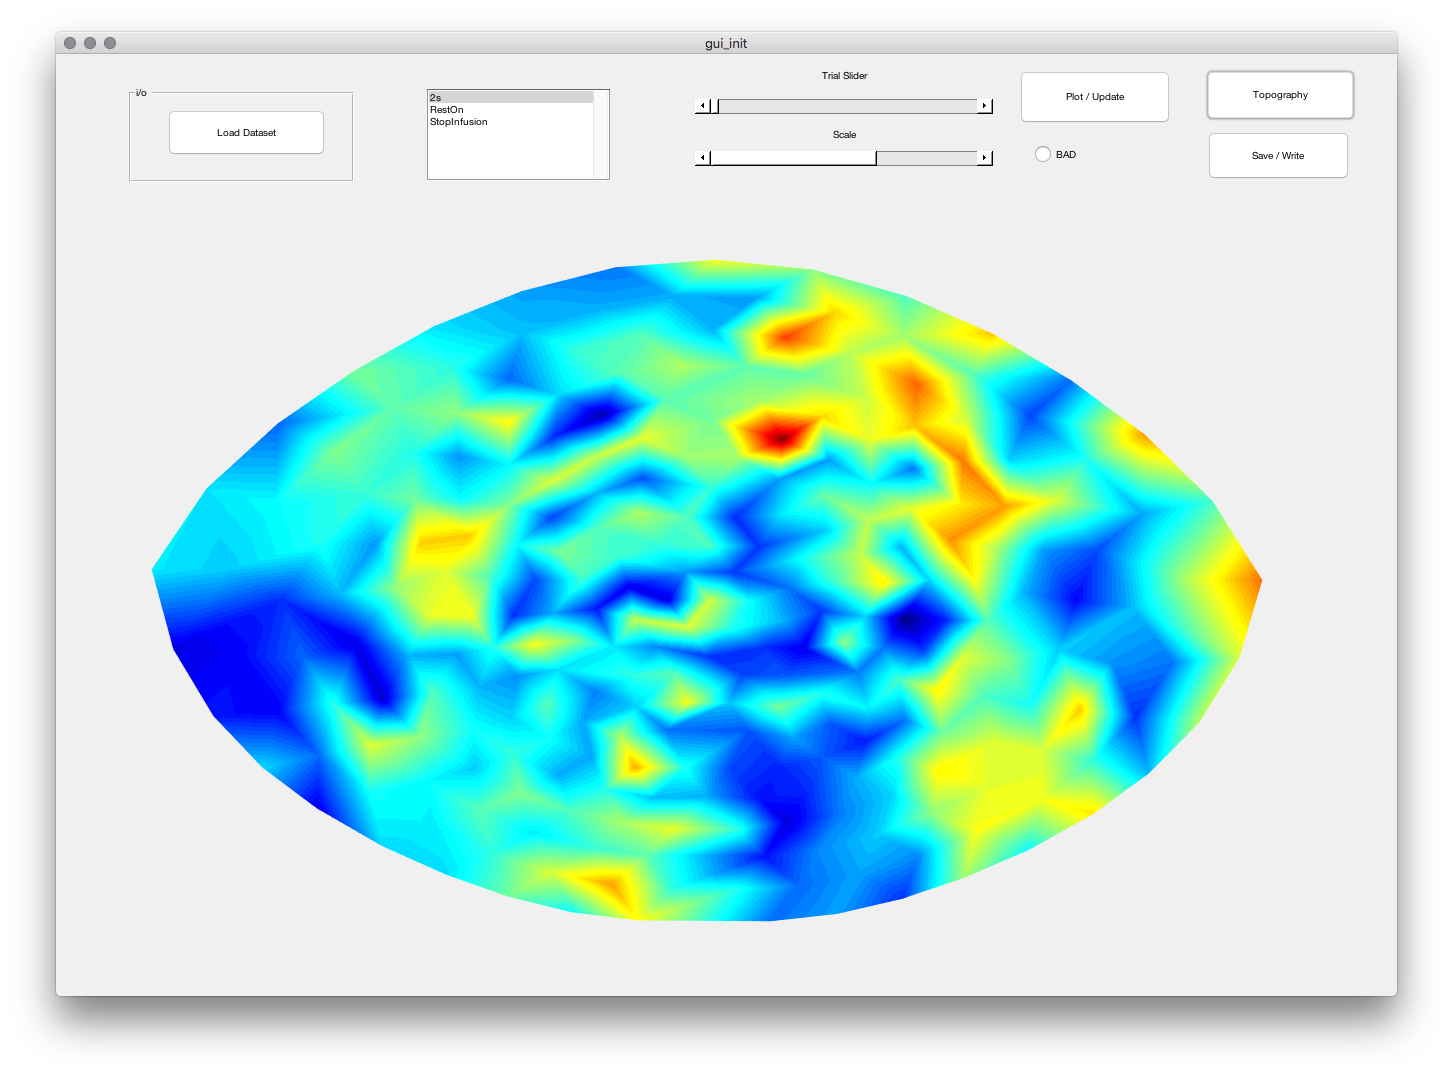 gui_init
i/o
Load Dataset
2s
RestOn
StopInfusion
Trial Slider
Scale
Plot / Update
BAD
Topography
Save / Write